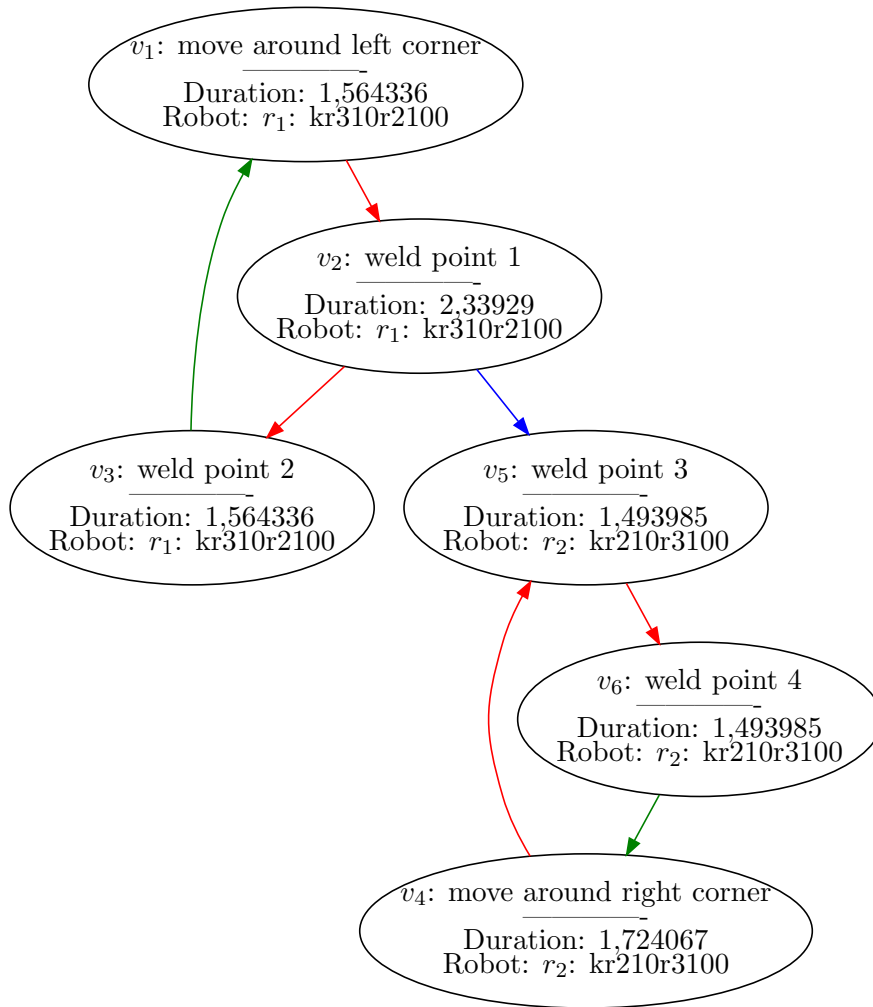 v₁: move around left corner
—————-
Duration: 1,564336
Robot: r₁: kr310r2100
v₂: weld point 1
—————-
Duration: 2,33929
Robot: r₁: kr310r2100
v₃: weld point 2
—————-
Duration: 1,564336
Robot: r₁: kr310r2100
v₅: weld point 3
—————-
Duration: 1,493985
Robot: r₂: kr210r3100
v₆: weld point 4
—————-
Duration: 1,493985
Robot: r₂: kr210r3100
v₄: move around right corner
—————-
Duration: 1,724067
Robot: r₂: kr210r3100